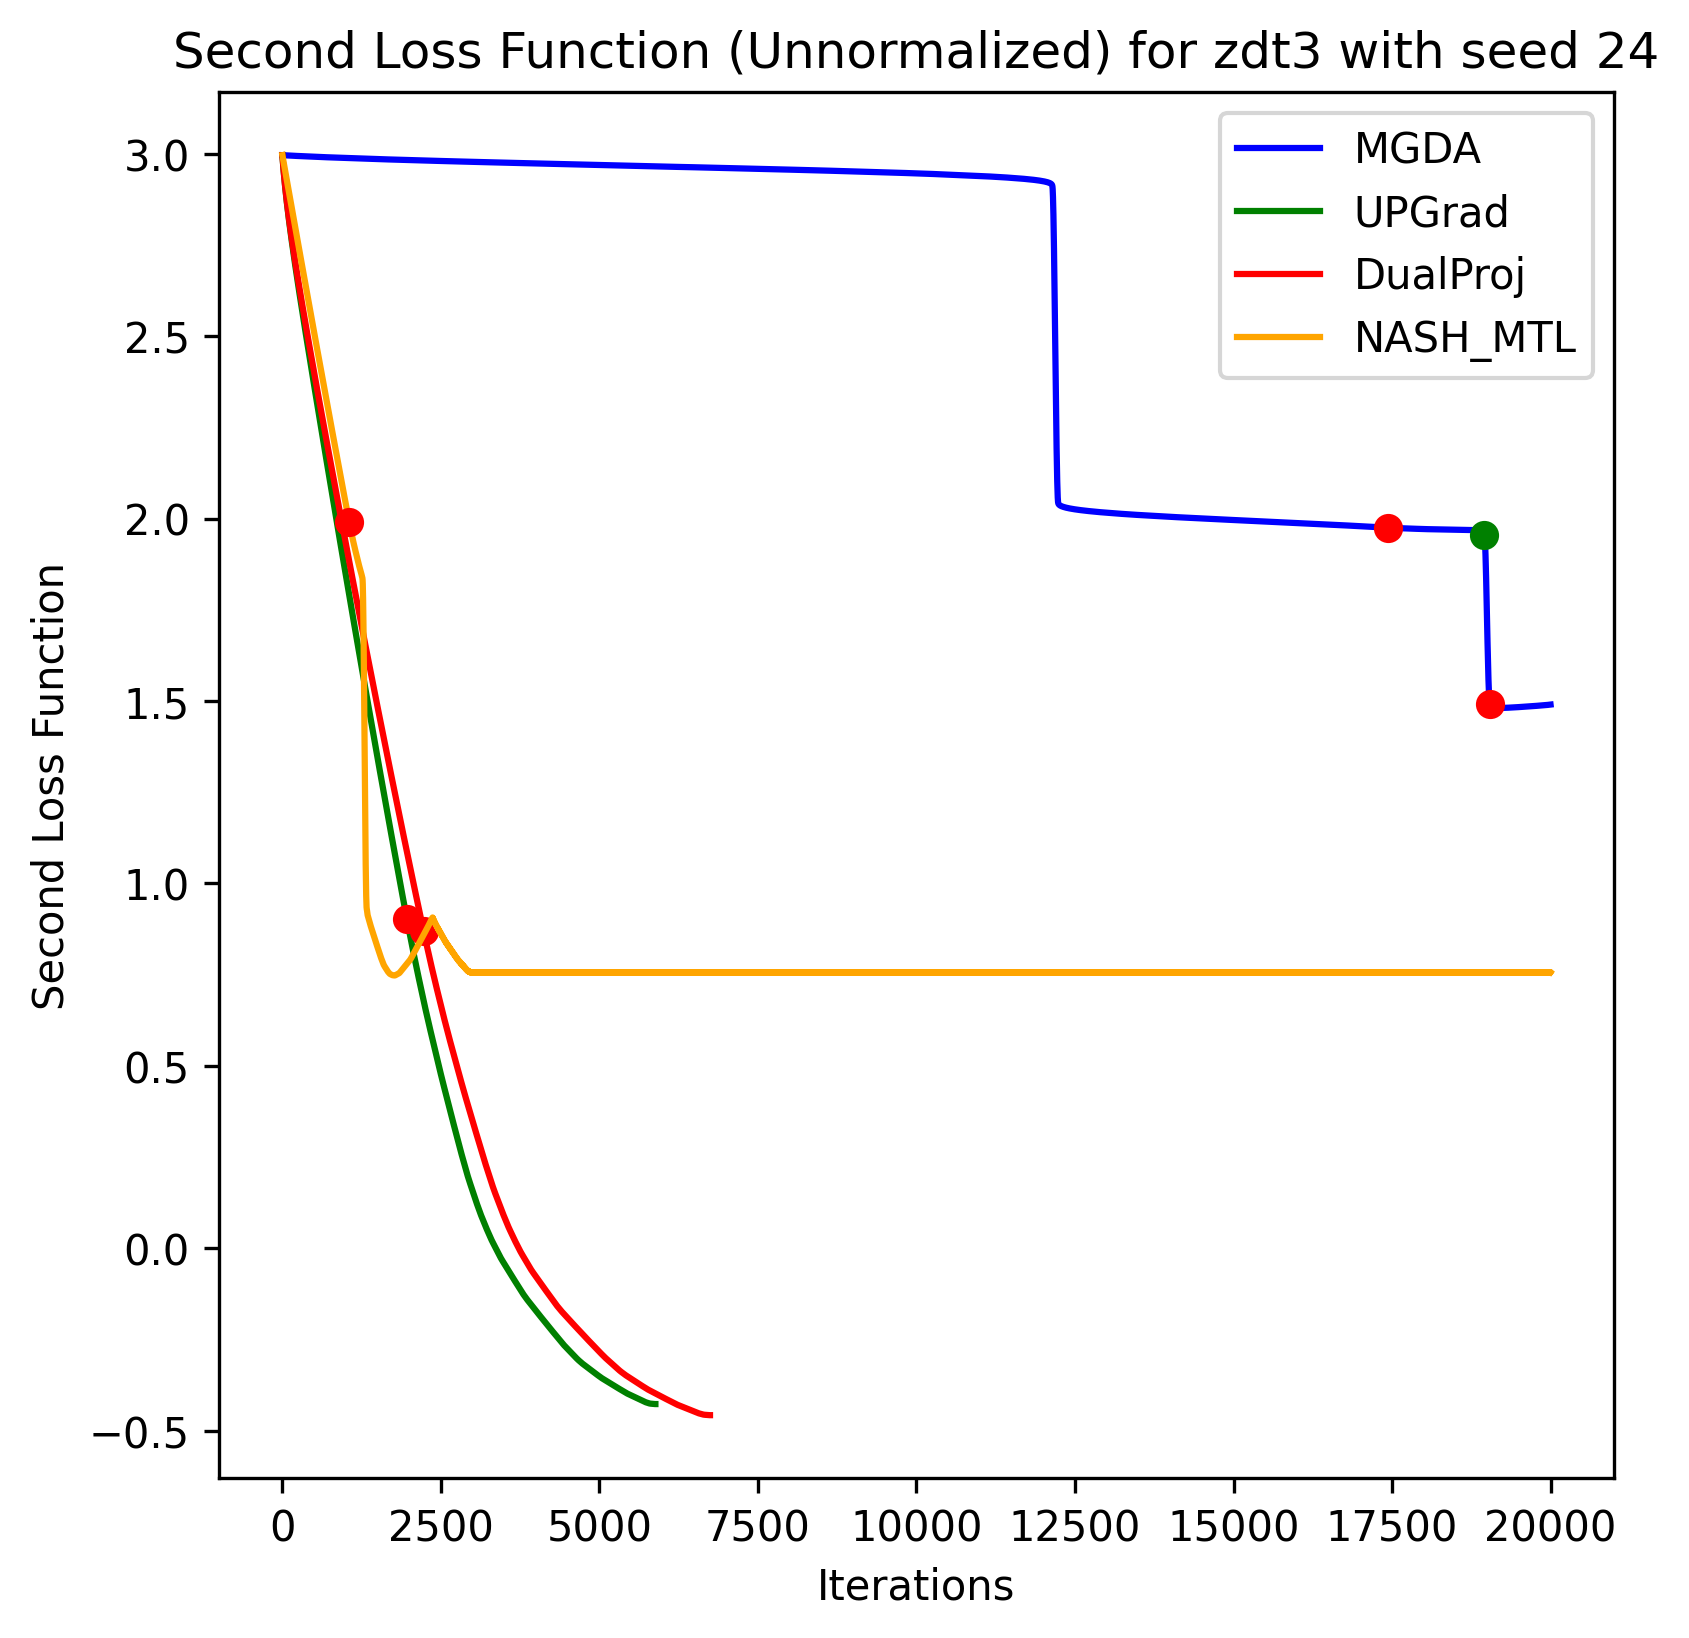 Second Loss Function (Unnormalized) for zdt3 with seed 24
MGDA
UPGrad
DualProj
NASH_MTL
Second Loss Function
3.0
2.5
2.0
1.5
1.0
0.5
0.0
−0.5
0 2500 5000 7500 10000 12500 15000 17500 20000
Iterations